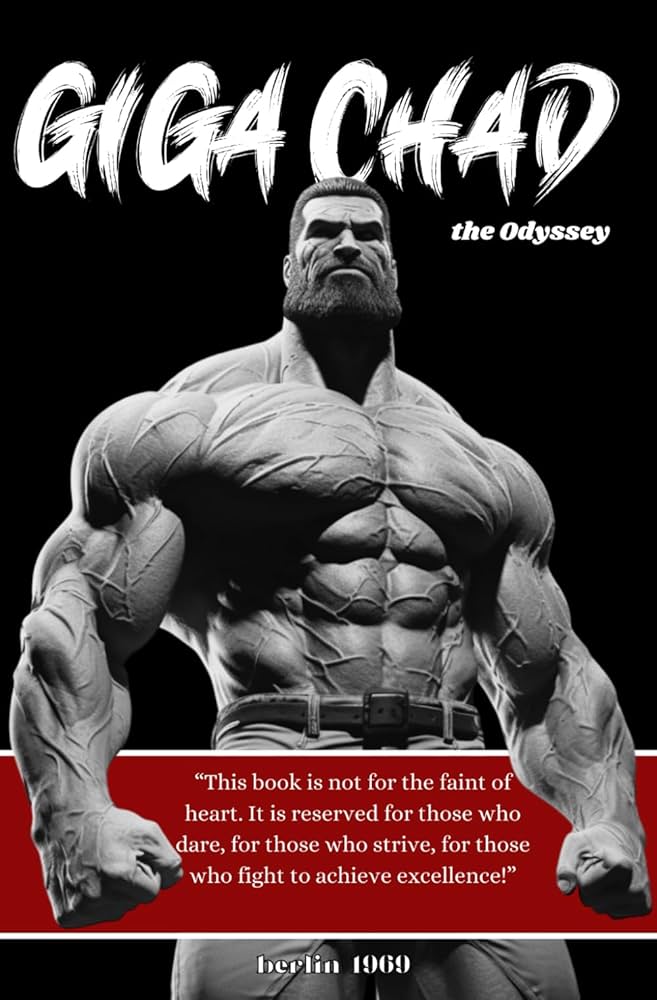 GIGA CHAD
the Odyssey
“This book is not for the faint of
heart. It is reserved for those who
dare, for those who strive, for those
who fight to achieve excellence!”
berlin 1969